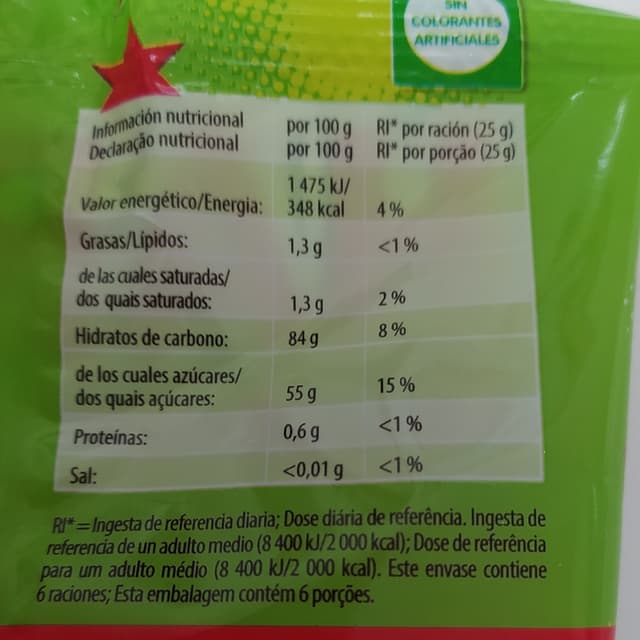 SIN
COLORANTES
ARTIFICIALES
Información nutricional por 100 g RI* por ración (25 g)
Declaração nutricional por 100 g RI* por porção (25 g)
1 475 kJ/
Valor energético/Energia: 348 kcal 4 %
Grasas/Lípidos: 1,3 g <1 %
de las cuales saturadas/
dos quais saturados: 1,3 g 2 %
Hidratos de carbono: 84 g 8 %
de los cuales azúcares/
dos quais açúcares: 55 g 15 %
Proteínas: 0,6 g <1 %
Sal: <0,01 g <1 %
RI*=Ingesta de referencia diaria; Dose diária de referência. Ingesta de
referencia de un adulto medio (8 400 kJ/2 000 kcal); Dose de referência
para um adulto médio (8 400 kJ/2 000 kcal). Este envase contiene
6 raciones; Esta embalagem contém 6 porções.